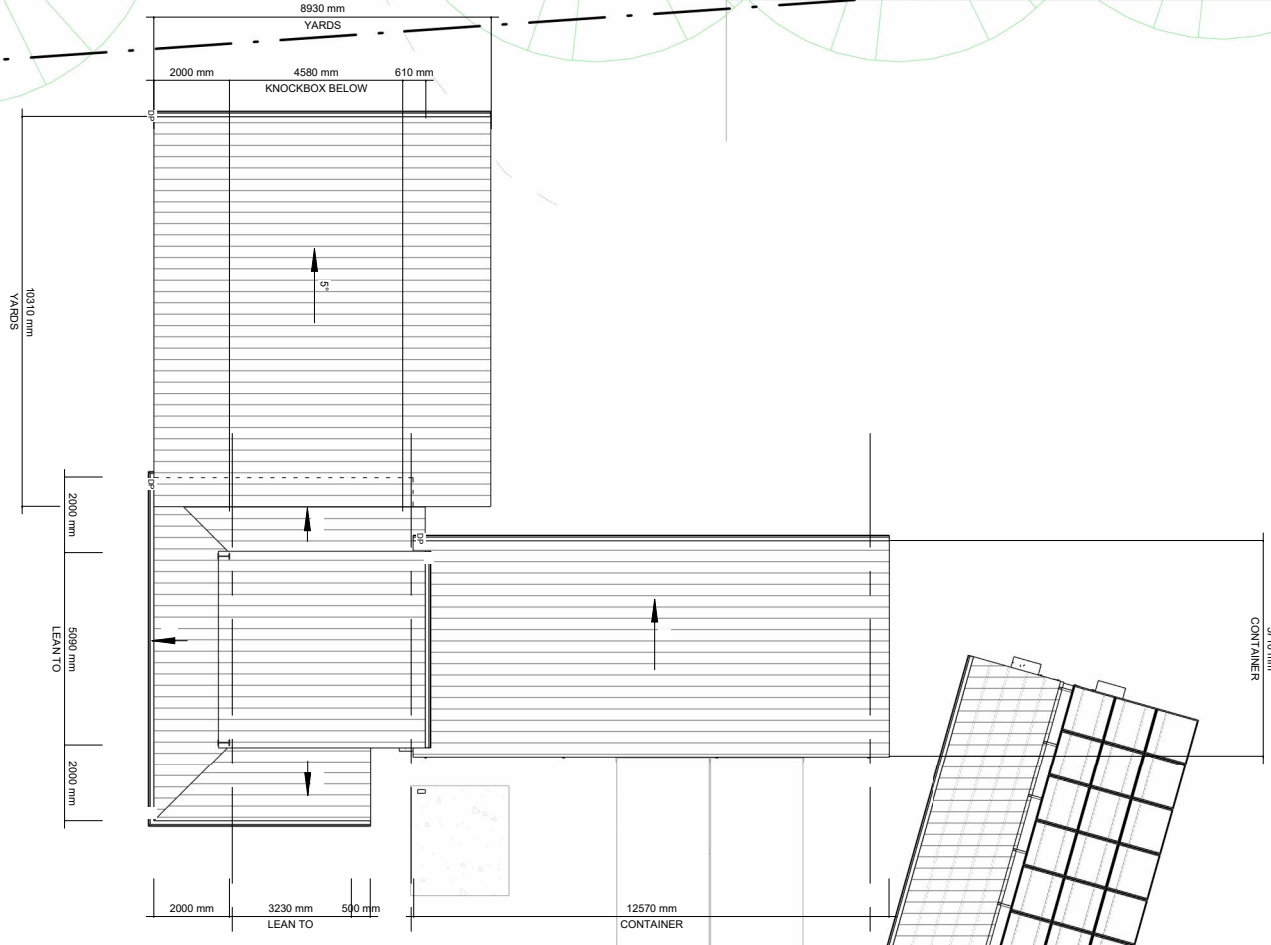 8930 mm
YARDS
2000 mm
4580 mm
610 mm
KNOCKBOX BELOW
DP
5°
10310 mm
YARDS
DP
2000 mm
DP
5090 mm
LEAN TO
CONTAINER
2000 mm
2000 mm
3230 mm
500 mm
12570 mm
LEAN TO
CONTAINER